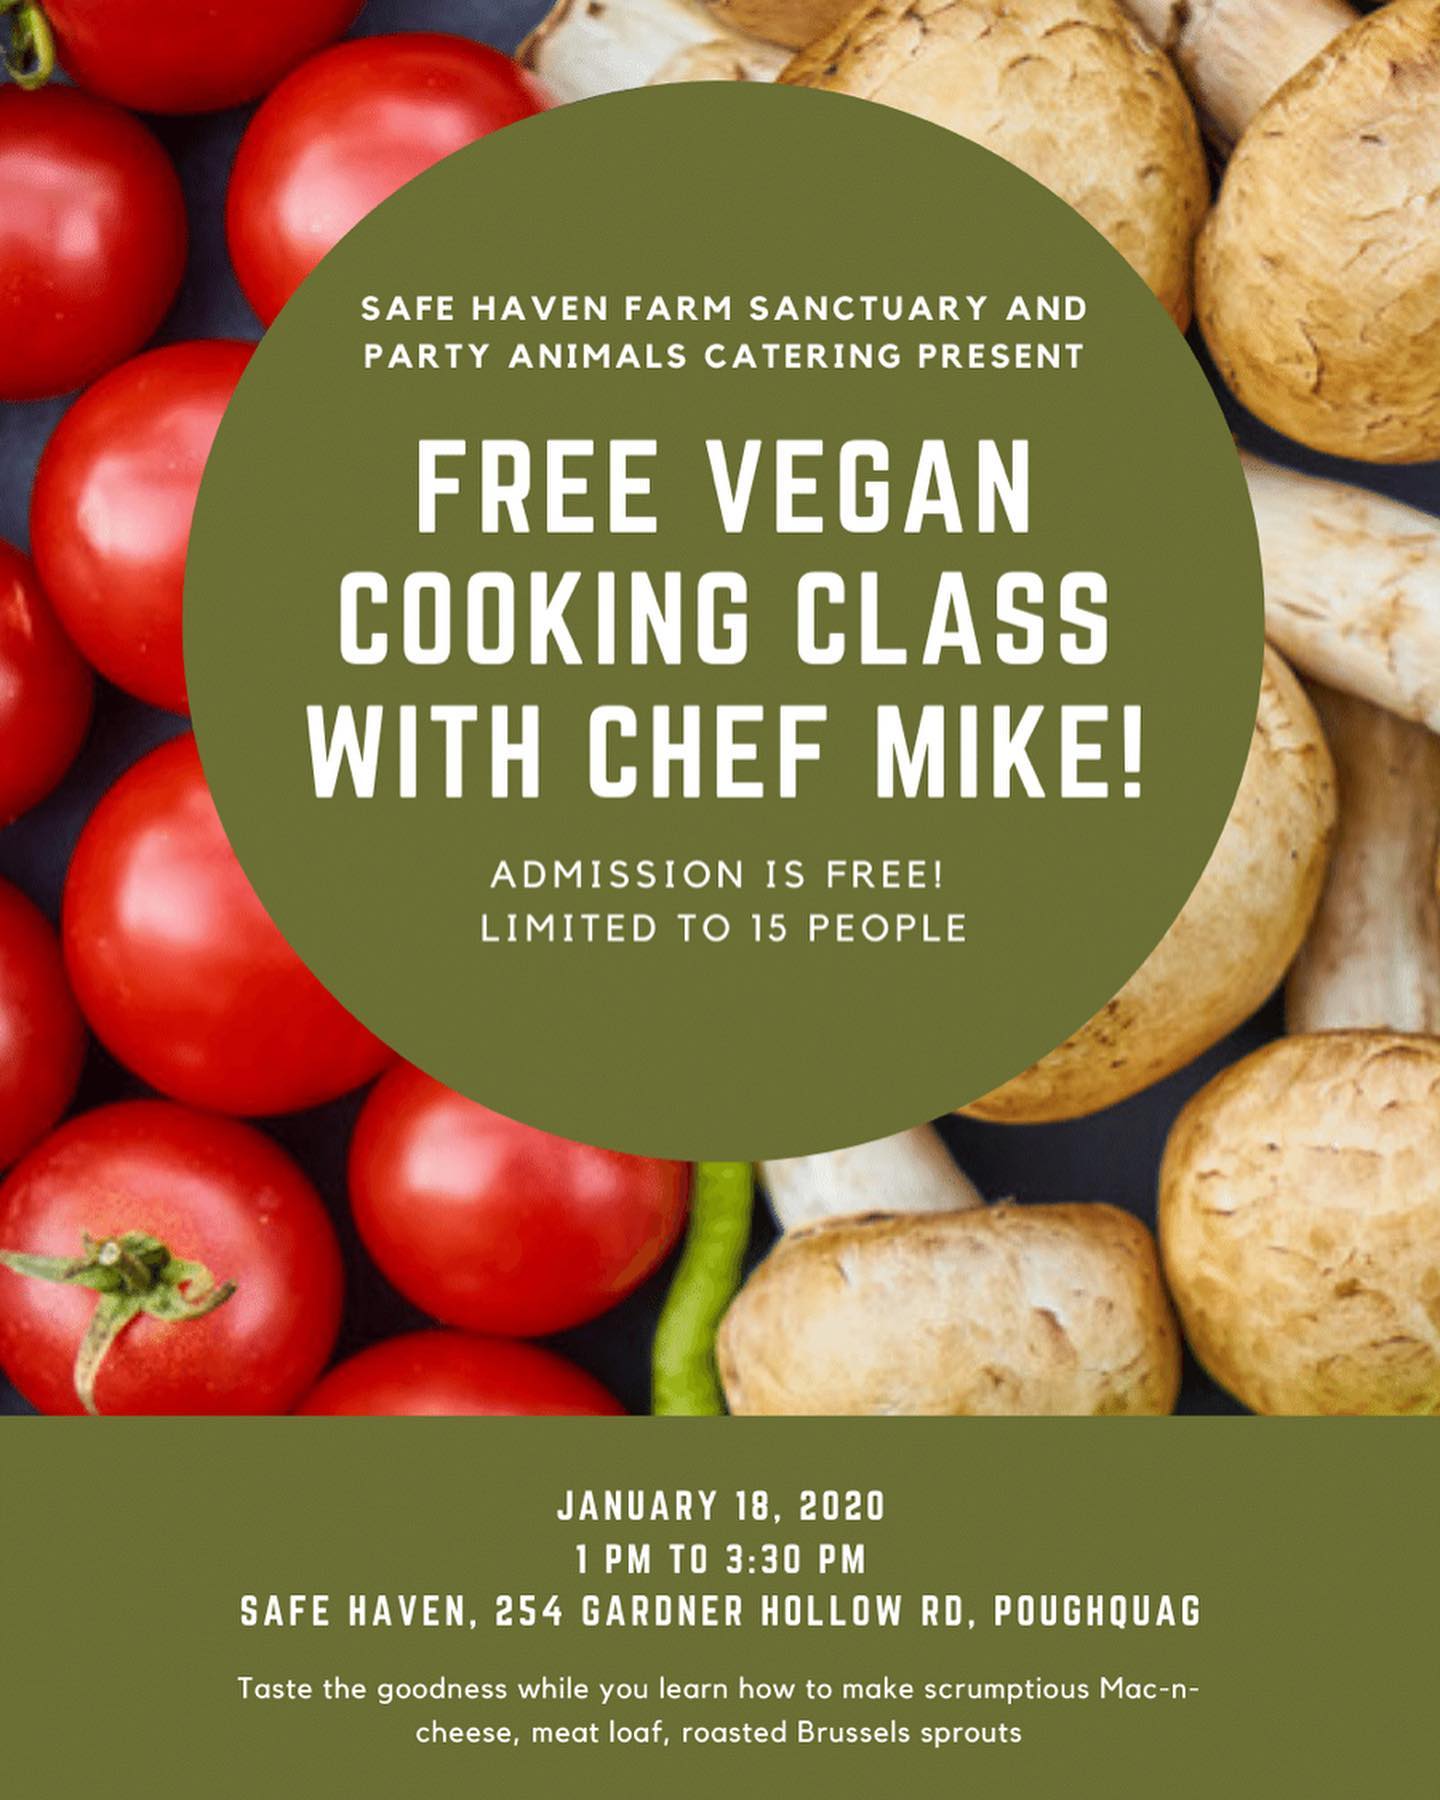 SAFE HAVEN FARM SANCTUARY AND
PARTY ANIMALS CATERING PRESENT
FREE VEGAN
COOKING CLASS
WITH CHEF MIKE!
ADMISSION IS FREE!
LIMITED TO 15 PEOPLE
JANUARY 18, 2020
1 PM TO 3:30 PM
SAFE HAVEN, 254 GARDNER HOLLOW RD, POUGHQUAG
Taste the goodness while you learn how to make scrumptious Mac-n-
cheese, meat loaf, roasted Brussels sprouts